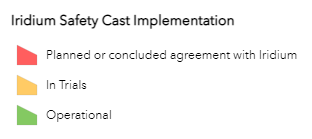 Iridium Safety Cast Implementation
Planned or concluded agreement with Iridium
In Trials
Operational